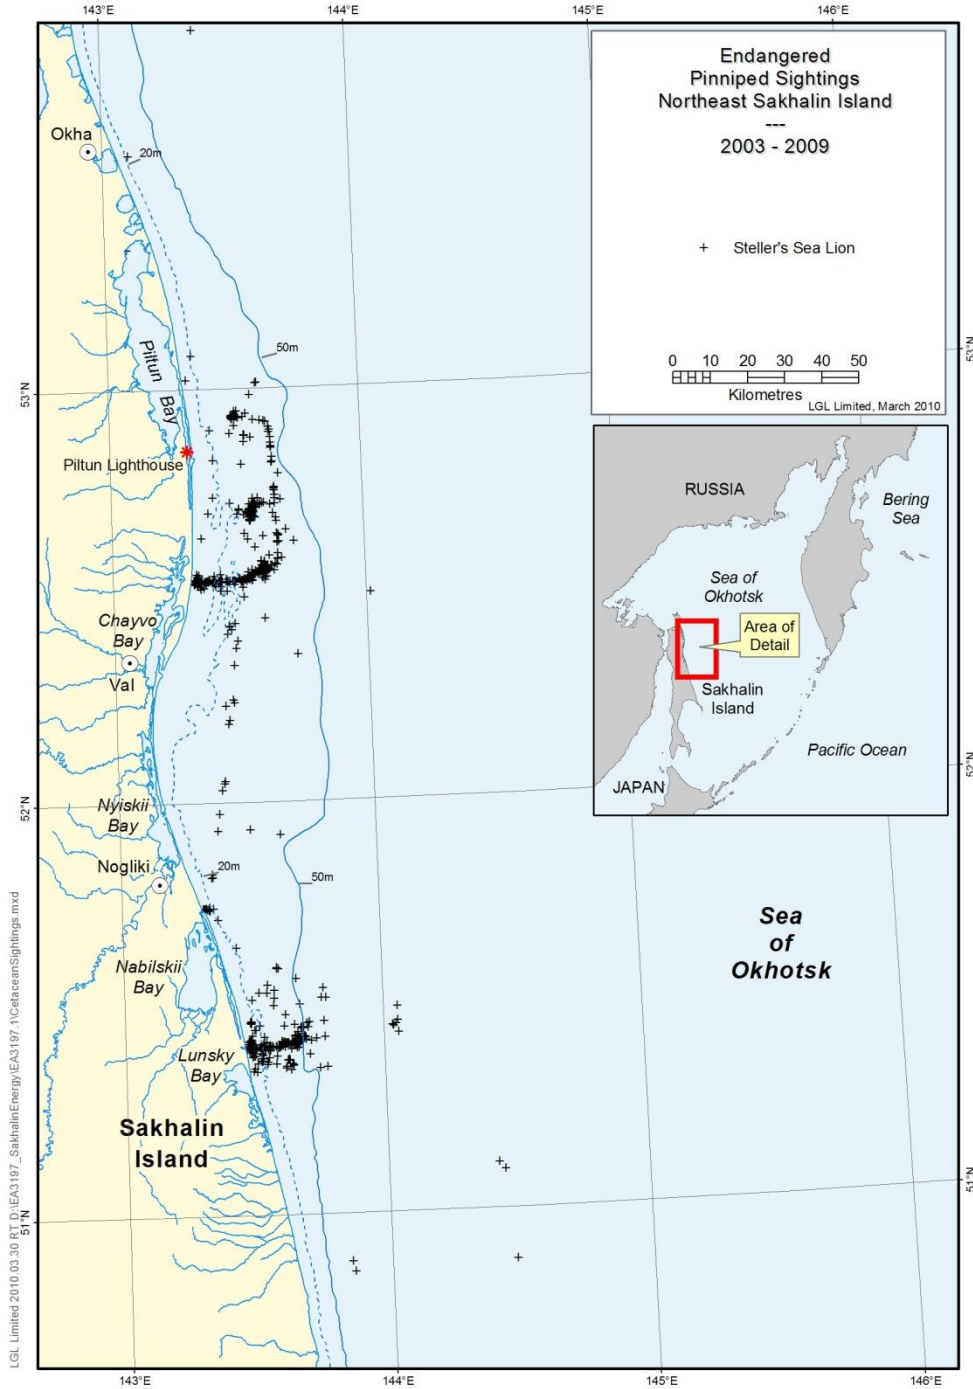 143°E
144°E
145°E
146°E
Endangered
Pinniped Sightings
Northeast Sakhalin Island
---
2003 - 2009
+ Steller's Sea Lion
0 10 20 30 40 50
Kilometres
LGL Limited, March 2010
Okha
20m
50m
Piltun Bay
53°N
53°N
Piltun Lighthouse
RUSSIA
Bering
Sea
Sea of
Okhotsk
Area of
Detail
Sakhalin
Island
Pacific Ocean
JAPAN
Chayvo
Bay
Val
52°N
52°N
Nyiskii
Bay
Nogliki
20m
50m
Sea
of
Okhotsk
Nabilskii
Bay
Lunsky
Bay
Sakhalin
Island
51°N
51°N
143°E
144°E
145°E
146°E
LGL Limited 2010.03.30 RT D:\EA3197_SakhalinEnergy\EA3197.1\CetaceanSightings.mxd